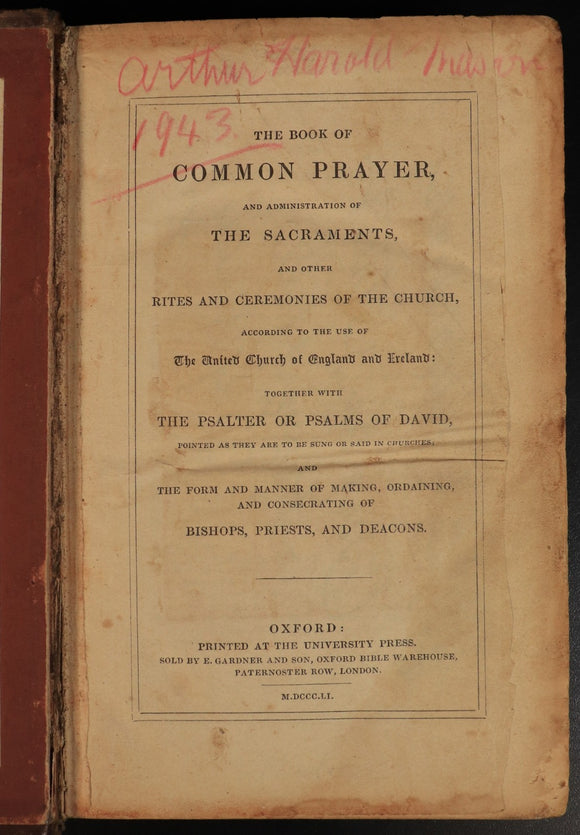 Arthur Harold Mason
1943.
THE BOOK OF
COMMON PRAYER,
AND ADMINISTRATION OF
THE SACRAMENTS,
AND OTHER
RITES AND CEREMONIES OF THE CHURCH,
ACCORDING TO THE USE OF
The United Church of England and Ireland:
TOGETHER WITH
THE PSALTER OR PSALMS OF DAVID,
POINTED AS THEY ARE TO BE SUNG OR SAID IN CHURCHES;
AND
THE FORM AND MANNER OF MAKING, ORDAINING,
AND CONSECRATING OF
BISHOPS, PRIESTS, AND DEACONS.
OXFORD:
PRINTED AT THE UNIVERSITY PRESS.
SOLD BY E. GARDNER AND SON, OXFORD BIBLE WAREHOUSE,
PATERNOSTER ROW, LONDON.
M.DCCC.LI.